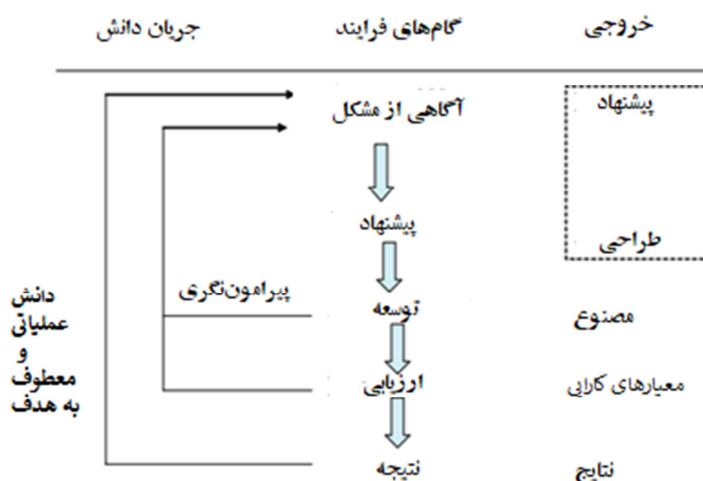 خروجی
گام‌های فرایند
جریان دانش
پیشنهاد
آگاهی از مشکل
پیشنهاد
طراحی
پیرامون‌نگری
توسعه
مصنوع
دانش
عملیاتی
و
معطوف
به هدف
ارزیابی
معیارهای کارایی
نتیجه
نتایج